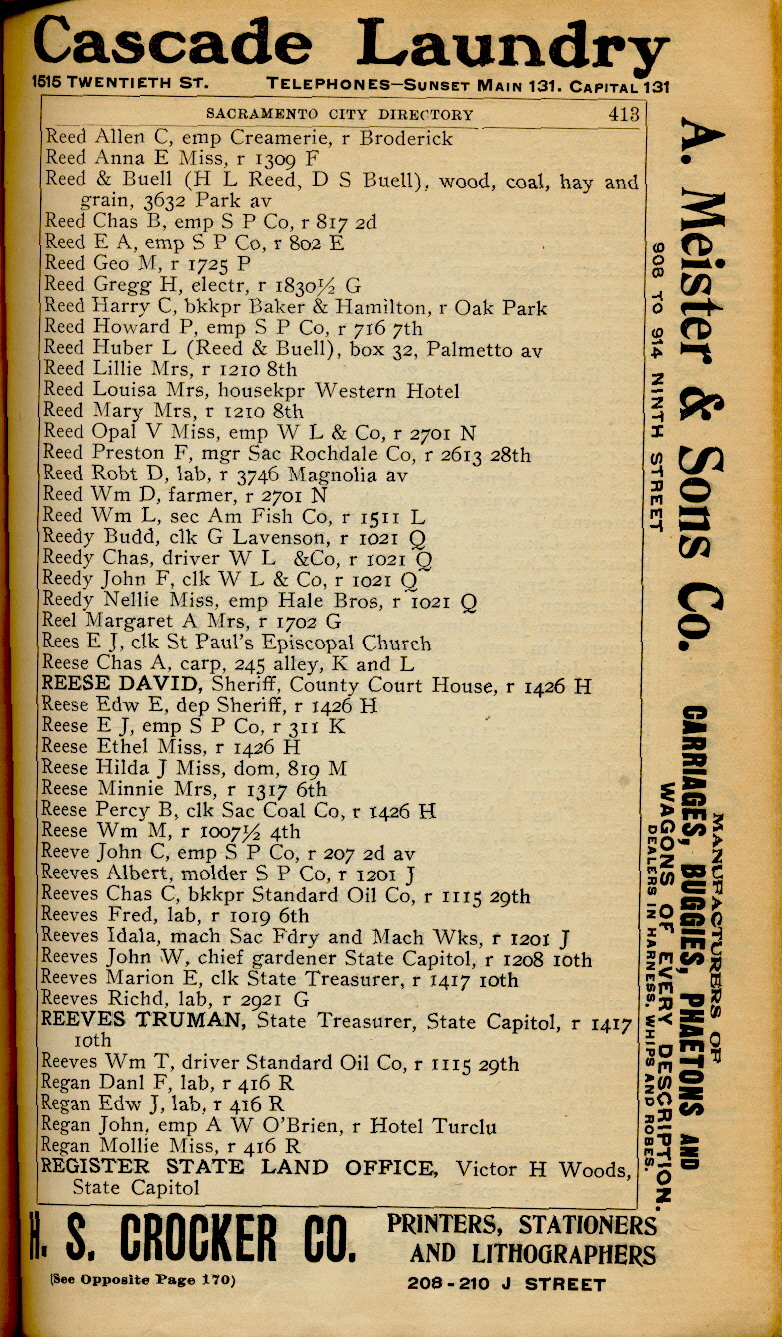 Cascade Laundry
1515 TWENTIETH ST. TELEPHONES—SUNSET MAIN 131. CAPITAL 131
SACRAMENTO CITY DIRECTORY 413
Reed Allen C, emp Creamerie, r Broderick
Reed Anna E Miss, r 1309 F
Reed & Buell (H L Reed, D S Buell), wood, coal, hay and
grain, 3632 Park av
Reed Chas B, emp S P Co, r 817 2d
Reed E A, emp S P Co, r 802 E
Reed Geo M, r 1725 P
Reed Gregg H, electr, r 1830½ G
Reed Harry C, bkkpr Baker & Hamilton, r Oak Park
Reed Howard P, emp S P Co, r 716 7th
Reed Huber L (Reed & Buell), box 32, Palmetto av
Reed Lillie Mrs, r 1210 8th
Reed Louisa Mrs, housekpr Western Hotel
Reed Mary Mrs, r 1210 8th
Reed Opal V Miss, emp W L & Co, r 2701 N
Reed Preston F, mgr Sac Rochdale Co, r 2613 28th
Reed Robt D, lab, r 3746 Magnolia av
Reed Wm D, farmer, r 2701 N
Reed Wm L, sec Am Fish Co, r 1511 L
Reedy Budd, clk G Lavenson, r 1021 Q
Reedy Chas, driver W L &Co, r 1021 Q
Reedy John F, clk W L & Co, r 1021 Q
Reedy Nellie Miss, emp Hale Bros, r 1021 Q
Reel Margaret A Mrs, r 1702 G
Rees E J, clk St Paul's Episcopal Church
Reese Chas A, carp, 245 alley, K and L
REESE DAVID, Sheriff, County Court House, r 1426 H
Reese Edw E, dep Sheriff, r 1426 H
Reese E J, emp S P Co, r 311 K
Reese Ethel Miss, r 1426 H
Reese Hilda J Miss, dom, 819 M
Reese Minnie Mrs, r 1317 6th
Reese Percy B, clk Sac Coal Co, r 1426 H
Reese Wm M, r 1007½ 4th
Reeve John C, emp S P Co, r 207 2d av
Reeves Albert, molder S P Co, r 1201 J
Reeves Chas C, bkkpr Standard Oil Co, r 1115 29th
Reeves Fred, lab, r 1019 6th
Reeves Idala, mach Sac Fdry and Mach Wks, r 1201 J
Reeves John W, chief gardener State Capitol, r 1208 10th
Reeves Marion E, clk State Treasurer, r 1417 10th
Reeves Richd, lab, r 2921 G
REEVES TRUMAN, State Treasurer, State Capitol, r 1417
10th
Reeves Wm T, driver Standard Oil Co, r 1115 29th
Regan Danl F, lab, r 416 R
Regan Edw J, lab, r 416 R
Regan John, emp A W O'Brien, r Hotel Turclu
Regan Mollie Miss, r 416 R
REGISTER STATE LAND OFFICE, Victor H Woods,
State Capitol
A. Meister & Sons Co.
908 TO 914 NINTH STREET
MANUFACTURERS OF
CARRIAGES, BUGGIES, PHAETONS AND
WAGONS OF EVERY DESCRIPTION.
DEALERS IN HARNESS, WHIPS AND ROBES.
H. S. CROCKER CO.
(See Opposite Page 170)
PRINTERS, STATIONERS
AND LITHOGRAPHERS
208-210 J STREET